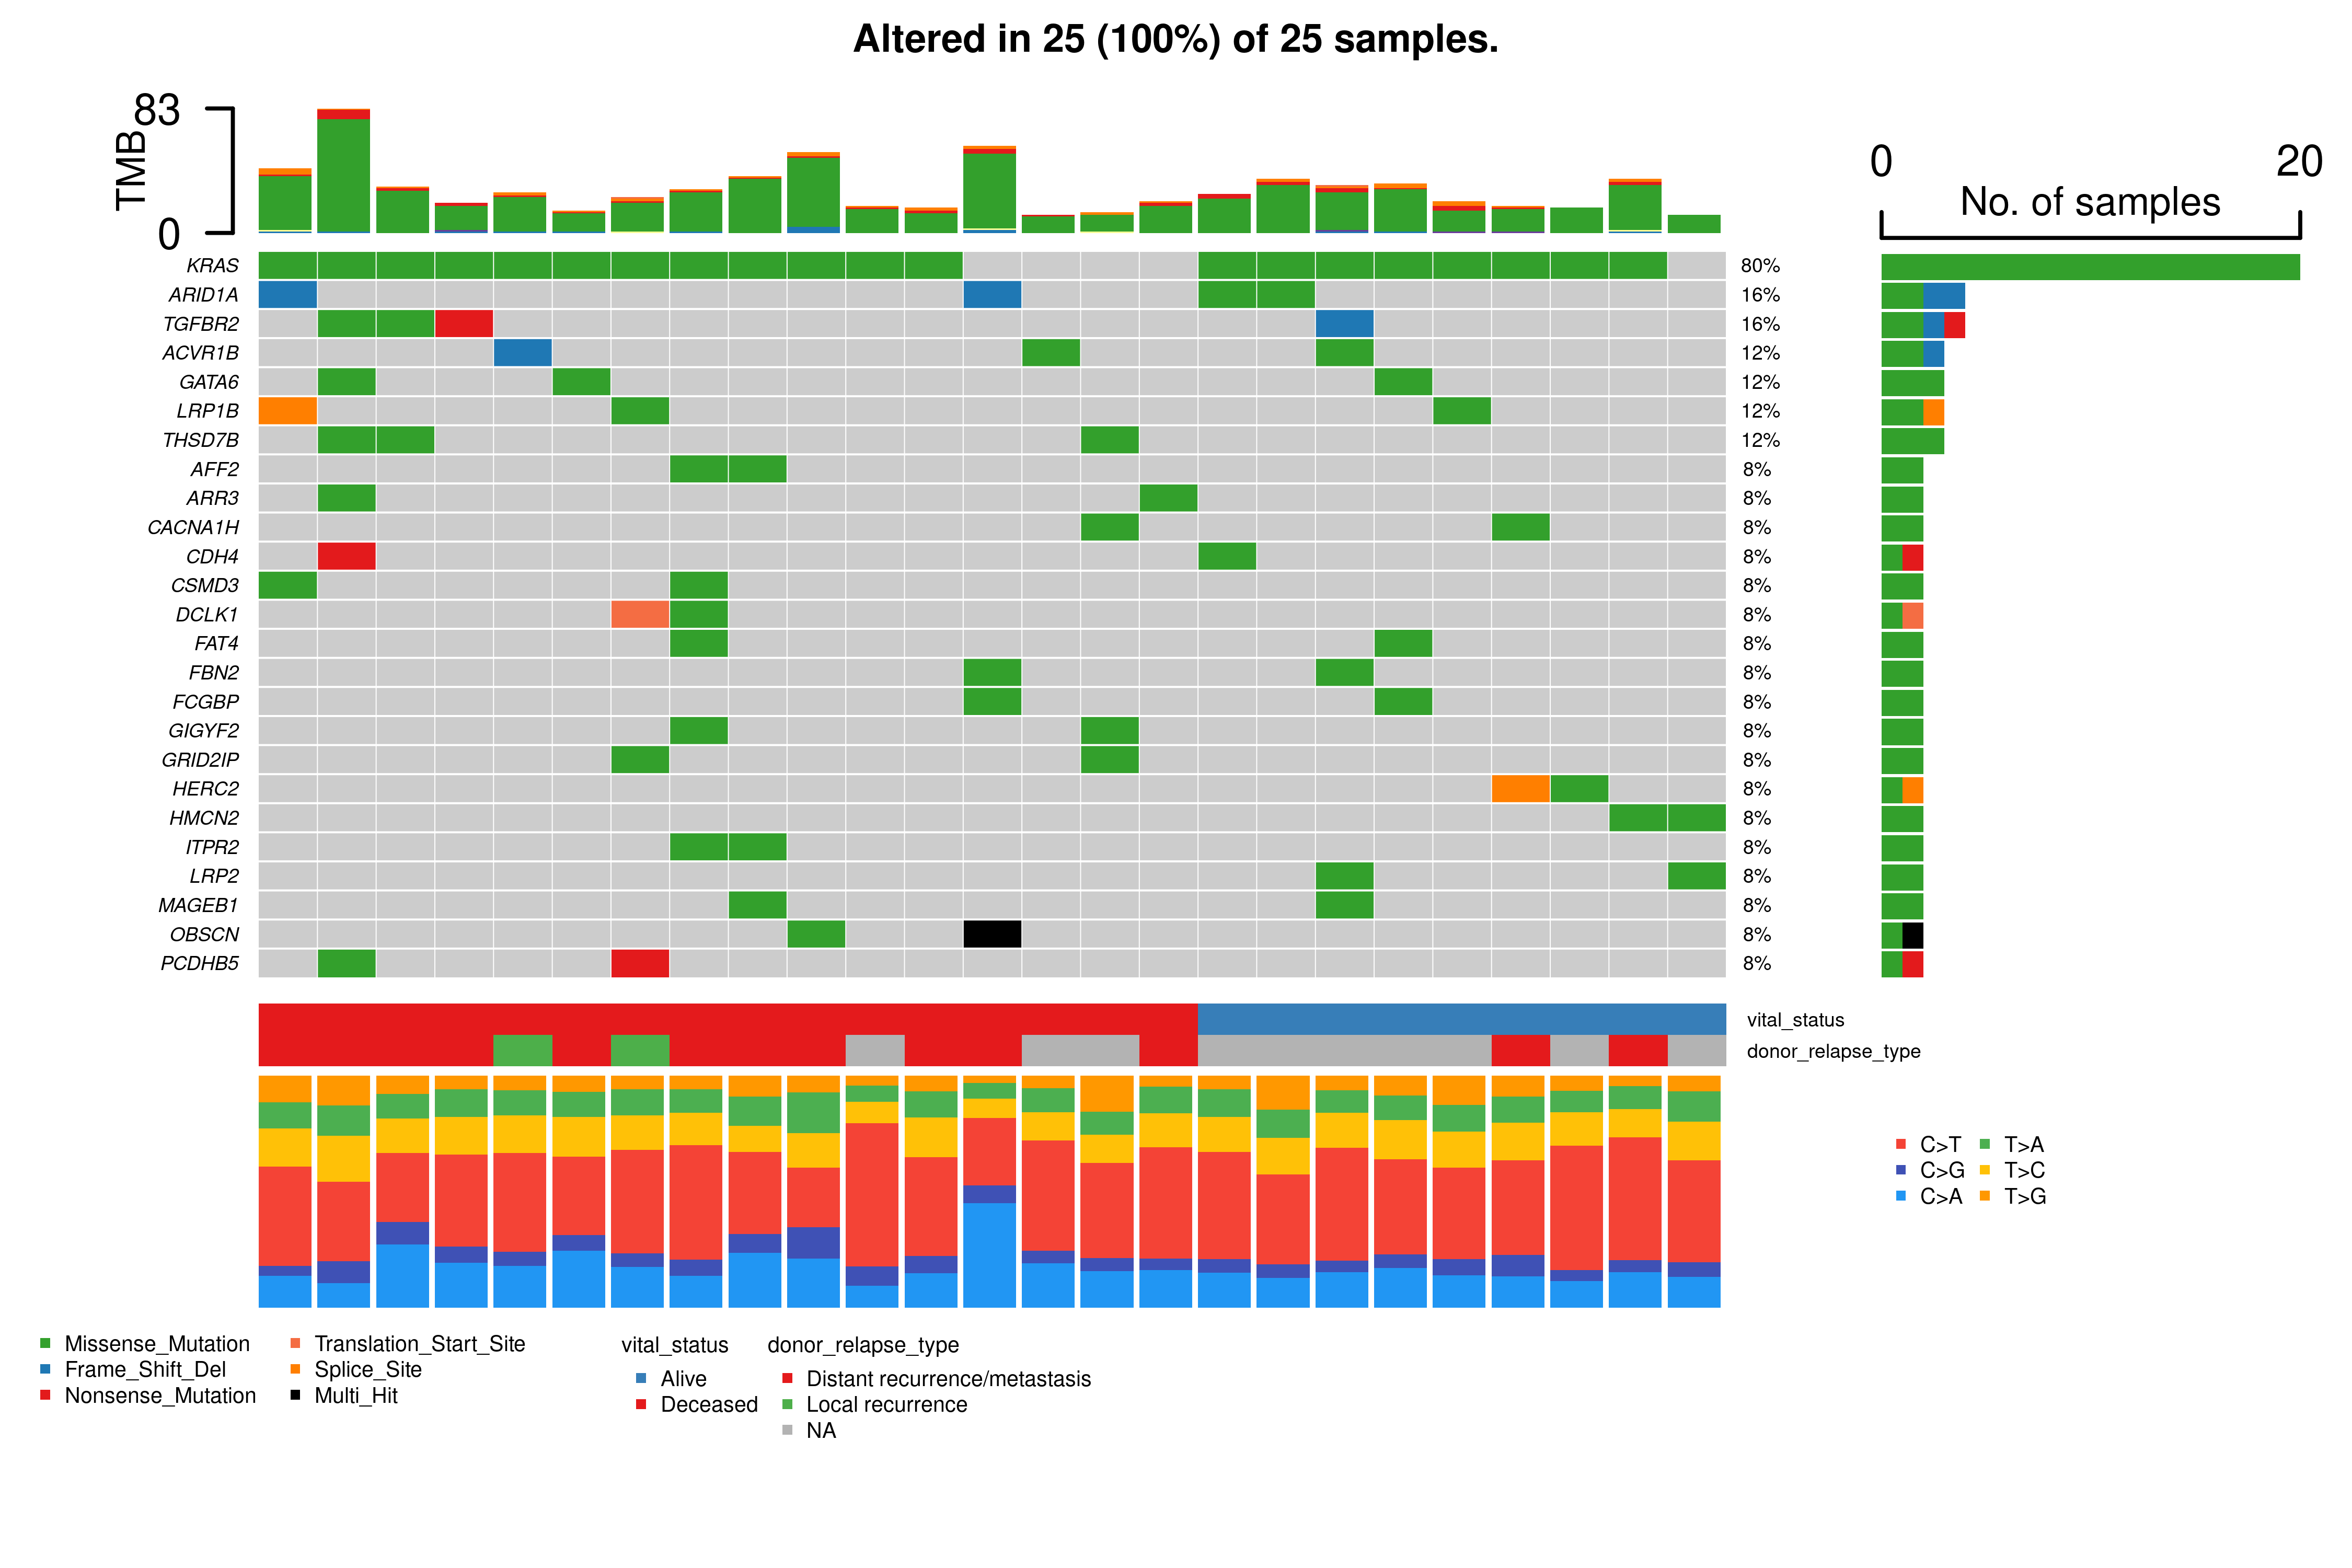 Altered in 25 (100%) of 25 samples.
83
TMB
0
0
20
No. of samples
KRAS 80%
ARID1A 16%
TGFBR2 16%
ACVR1B 12%
GATA6 12%
LRP1B 12%
THSD7B 12%
AFF2 8%
ARR3 8%
CACNA1H 8%
CDH4 8%
CSMD3 8%
DCLK1 8%
FAT4 8%
FBN2 8%
FCGBP 8%
GIGYF2 8%
GRID2IP 8%
HERC2 8%
HMCN2 8%
ITPR2 8%
LRP2 8%
MAGEB1 8%
OBSCN 8%
PCDHB5 8%
vital_status
donor_relapse_type
C>T T>A
C>G T>C
C>A T>G
Missense_Mutation Translation_Start_Site
Frame_Shift_Del Splice_Site
Nonsense_Mutation Multi_Hit
vital_status
Alive
Deceased
donor_relapse_type
Distant recurrence/metastasis
Local recurrence
NA